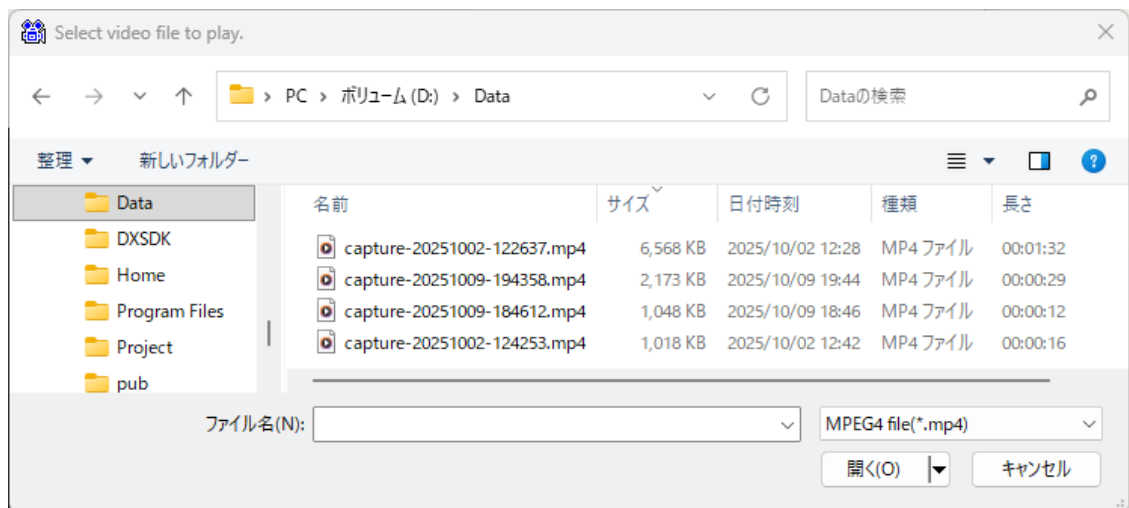 Select video file to play.
PC > ボリューム (D:) > Data
Dataの検索
整理
新しいフォルダー
Data
DXSDK
Home
Program Files
Project
pub
名前 サイズ 日付時刻 種類 長さ
capture-20251002-122637.mp4 6,568 KB 2025/10/02 12:28 MP4 ファイル 00:01:32
capture-20251009-194358.mp4 2,173 KB 2025/10/09 19:44 MP4 ファイル 00:00:29
capture-20251009-184612.mp4 1,048 KB 2025/10/09 18:46 MP4 ファイル 00:00:12
capture-20251002-124253.mp4 1,018 KB 2025/10/02 12:42 MP4 ファイル 00:00:16
ファイル名(N):
MPEG4 file(*.mp4)
開く(O)
キャンセル